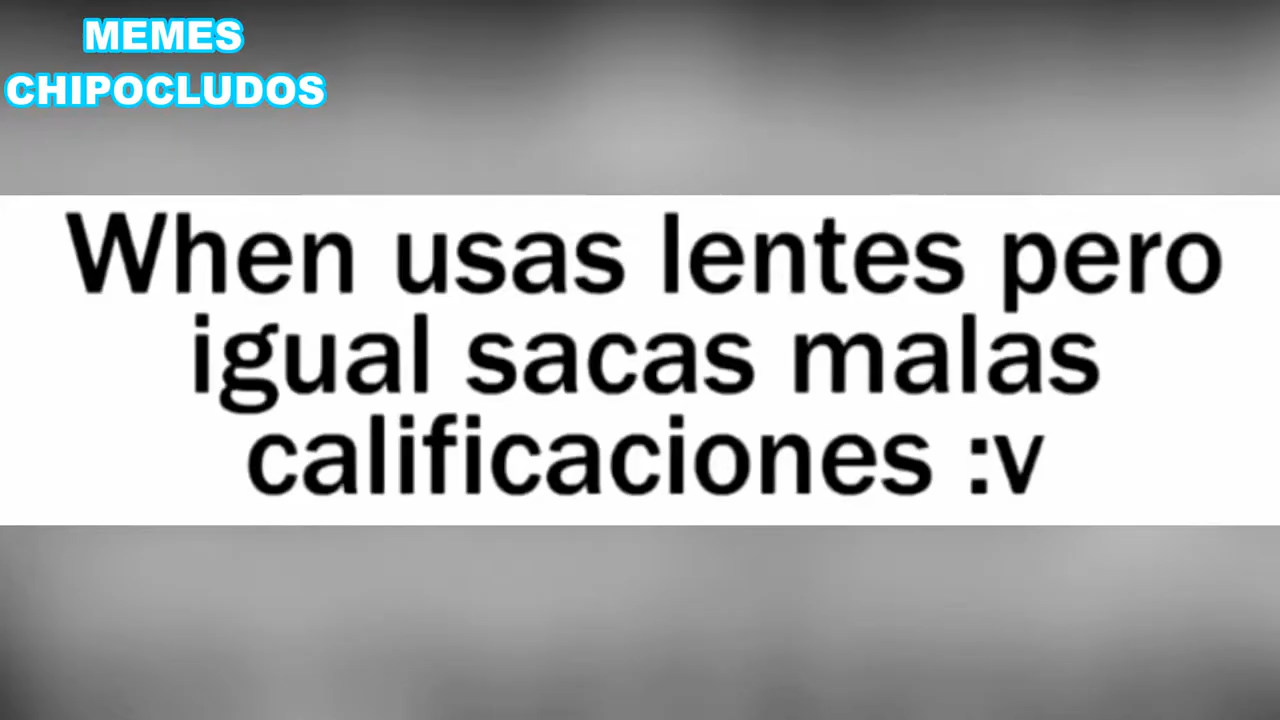 MEMES
CHIPOCLUDOS
When usas lentes pero
igual sacas malas
calificaciones :v